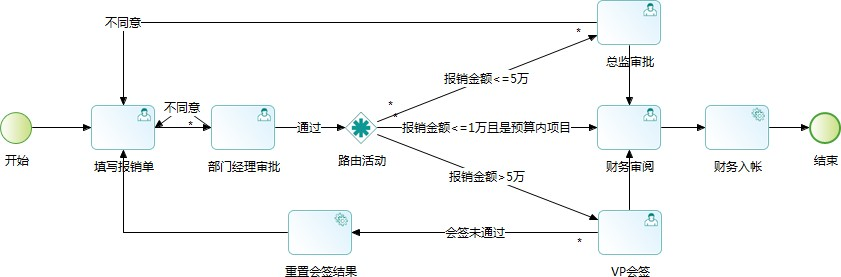 不同意
*
报销金额<=5万
总监审批
*
不同意
*
通过
*
报销金额<=1万且是预算内项目
开始
填写报销单
部门经理审批
路由活动
财务审阅
财务入帐
结束
报销金额>5万
会签未通过
*
重置会签结果
VP会签